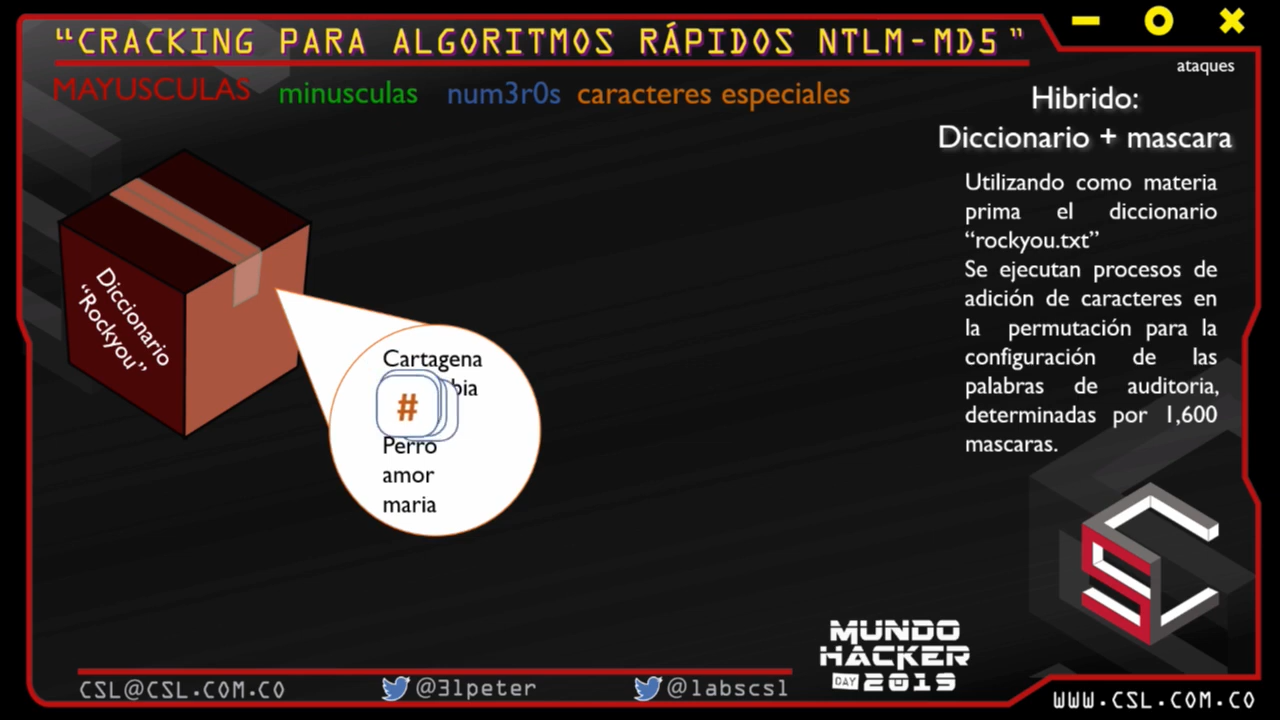 “CRACKING PARA ALGORITMOS RÁPIDOS NTLM-MD5”
ataques
MAYUSCULAS minusculas num3r0s caracteres especiales
Hibrido:
Diccionario + mascara
Utilizando como materia
prima el diccionario
“rockyou.txt”
Se ejecutan procesos de
adición de caracteres en
la permutación para la
configuración de las
palabras de auditoria,
determinadas por 1,600
mascaras.
Diccionario
“Rockyou”
Cartagena
bia
#
Perro
amor
maria
MUNDO
HACKER
DAY 2019
CSL@CSL.COM.CO @3lpeter @labscsl
WWW.CSL.COM.CO